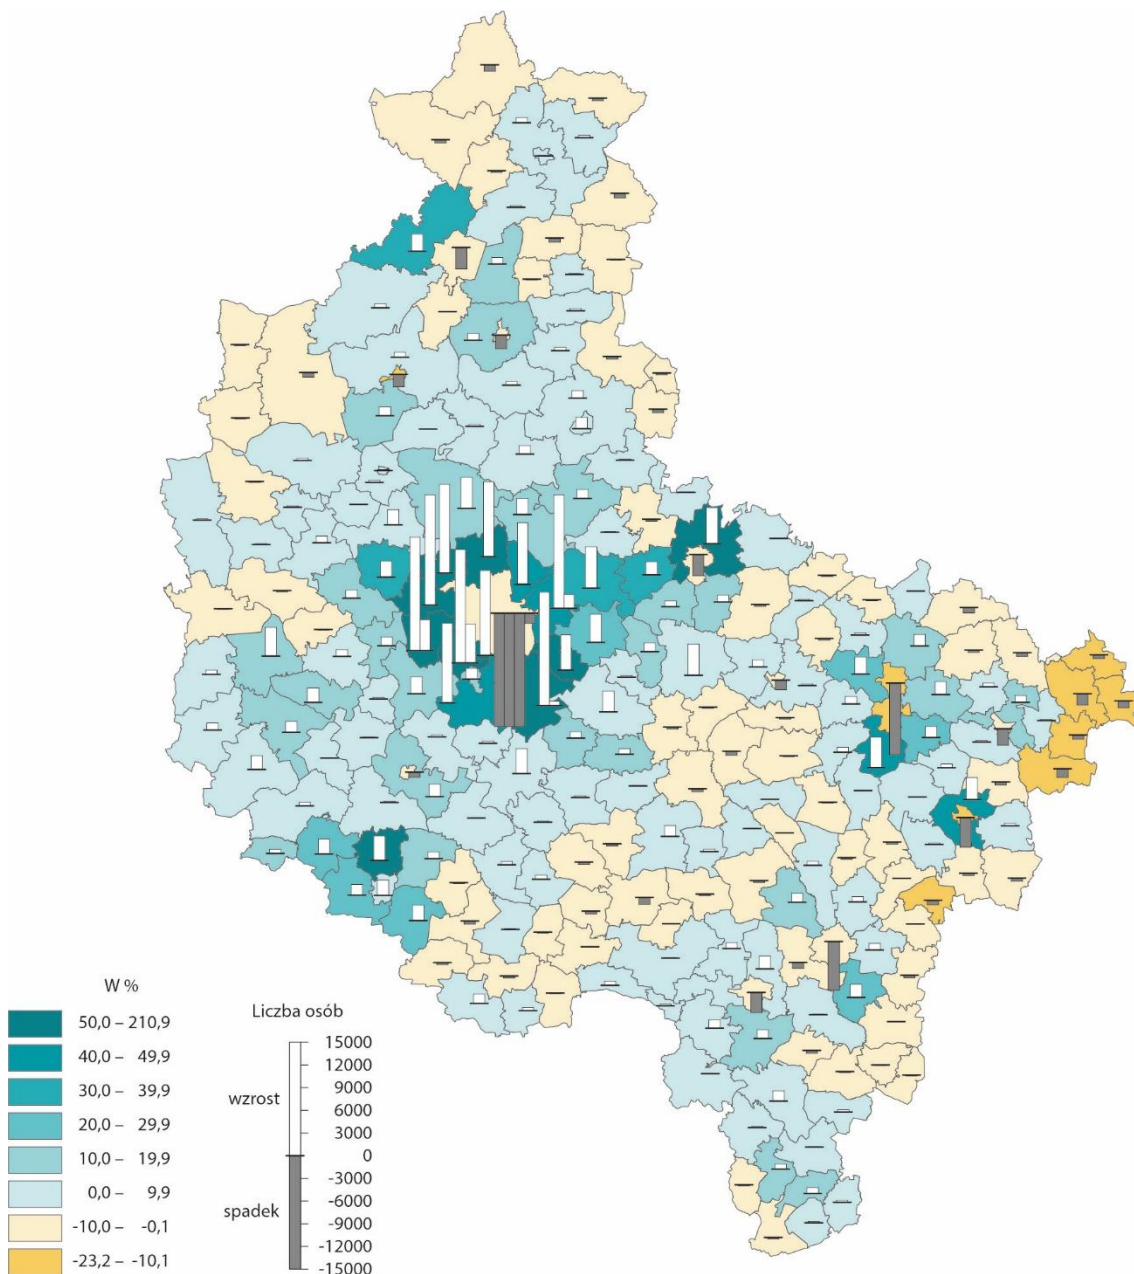 W %
50,0 – 210,9
40,0 – 49,9
30,0 – 39,9
20,0 – 29,9
10,0 – 19,9
0,0 – 9,9
-10,0 – -0,1
-23,2 – -10,1
Liczba osób
wzrost
spadek
15000
12000
9000
6000
3000
0
-3000
-6000
-9000
-12000
-15000